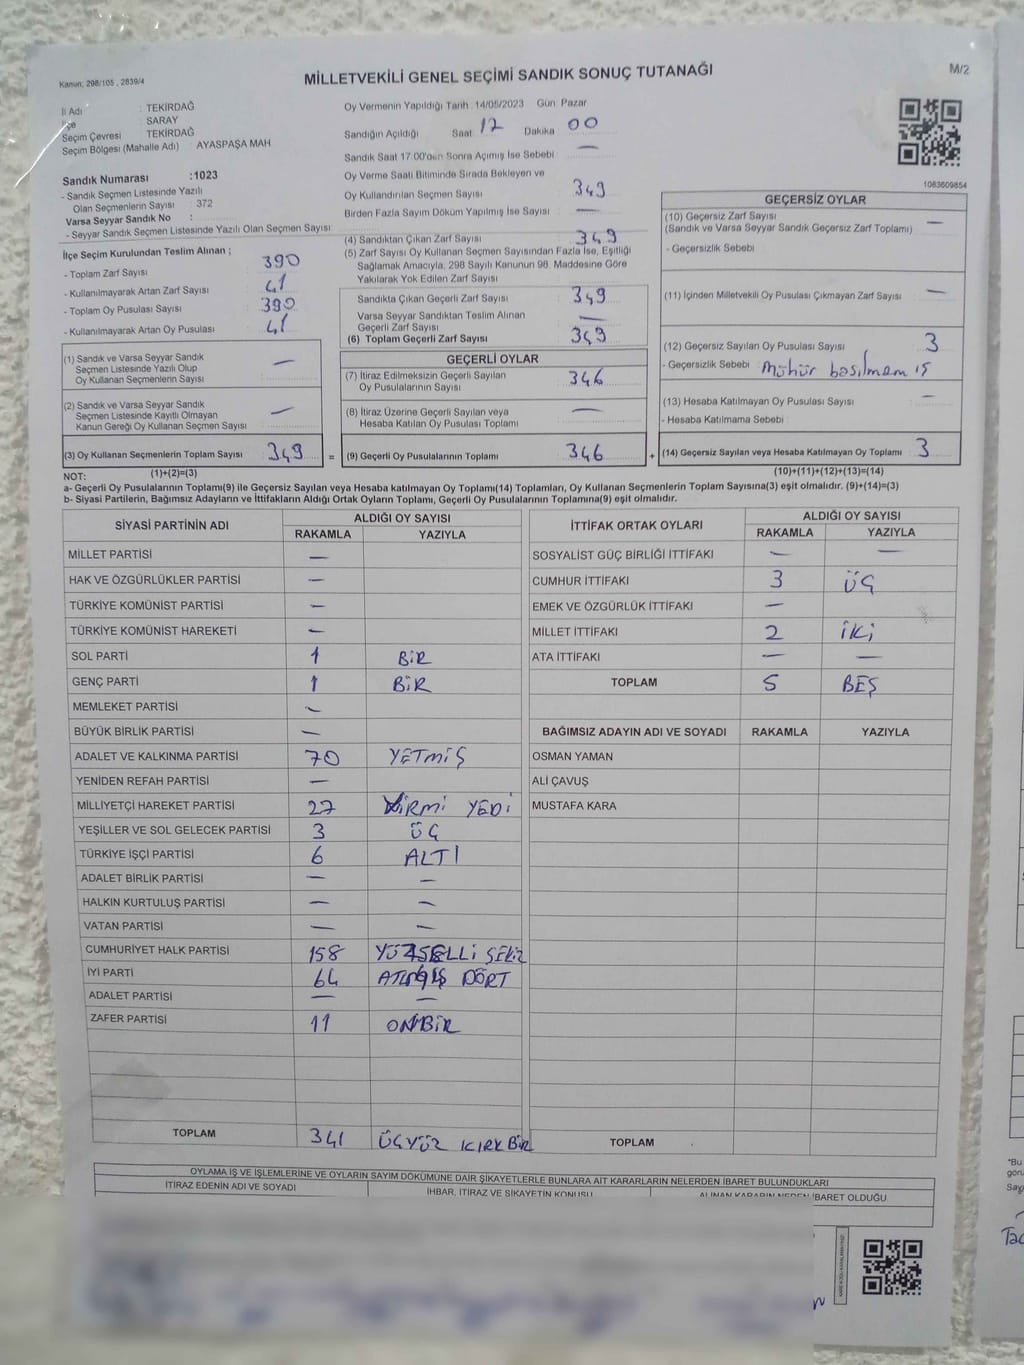 Kanun: 298/105 , 2839/4
MİLLETVEKİLİ GENEL SEÇİMİ SANDIK SONUÇ TUTANAĞI
M/2
İl Adı : TEKİRDAĞ
İlçe : SARAY
Seçim Çevresi : TEKİRDAĞ
Seçim Bölgesi (Mahalle Adı) : AYASPAŞA MAH
Sandık Numarası :1023
- Sandık Seçmen Listesinde Yazılı
Olan Seçmenlerin Sayısı : 372
Varsa Seyyar Sandık No :
- Seyyar Sandık Seçmen Listesinde Yazılı Olan Seçmen Sayısı:
İlçe Seçim Kurulundan Teslim Alınan ;
- Toplam Zarf Sayısı 390
- Kullanılmayarak Artan Zarf Sayısı 41
- Toplam Oy Pusulası Sayısı 390
- Kullanılmayarak Artan Oy Pusulası 41
(1) Sandık ve Varsa Seyyar Sandık
Seçmen Listesinde Yazılı Olup
Oy Kullanan Seçmenlerin Sayısı —
(2) Sandık ve Varsa Seyyar Sandık
Seçmen Listesinde Kayıtlı Olmayan
Kanun Gereği Oy Kullanan Seçmen Sayısı —
(3) Oy Kullanan Seçmenlerin Toplam Sayısı 349
Oy Vermenin Yapıldığı Tarih :14/05/2023 Gün: Pazar
Sandığın Açıldığı Saat 12 Dakika 00
Sandık Saat 17:00'den Sonra Açılmış İse Sebebi —
Oy Verme Saati Bitiminde Sırada Bekleyen ve
Oy Kullandırılan Seçmen Sayısı 349
Birden Fazla Sayım Döküm Yapılmış İse Sayısı —
(4) Sandıktan Çıkan Zarf Sayısı 349
(5) Zarf Sayısı Oy Kullanan Seçmen Sayısından Fazla İse, Eşitliği
Sağlamak Amacıyla; 298 Sayılı Kanunun 98. Maddesine Göre
Yakılarak Yok Edilen Zarf Sayısı
Sandıkta Çıkan Geçerli Zarf Sayısı 349
Varsa Seyyar Sandıktan Teslim Alınan
Geçerli Zarf Sayısı —
(6) Toplam Geçerli Zarf Sayısı 349
GEÇERLİ OYLAR
(7) İtiraz Edilmeksizin Geçerli Sayılan
Oy Pusulalarının Sayısı 346
(8) İtiraz Üzerine Geçerli Sayılan veya
Hesaba Katılan Oy Pusulası Toplamı —
= (9) Geçerli Oy Pusulalarının Toplamı 346
1083609854
GEÇERSİZ OYLAR
(10) Geçersiz Zarf Sayısı —
(Sandık ve Varsa Seyyar Sandık Geçersiz Zarf Toplamı)
- Geçersizlik Sebebi :
(11) İçinden Milletvekili Oy Pusulası Çıkmayan Zarf Sayısı —
(12) Geçersiz Sayılan Oy Pusulası Sayısı 3
- Geçersizlik Sebebi : Mühür basılmamış
(13) Hesaba Katılmayan Oy Pusulası Sayısı —
- Hesaba Katılmama Sebebi :
+ (14) Geçersiz Sayılan veya Hesaba Katılmayan Oy Toplamı 3
NOT: (1)+(2)=(3) (10)+(11)+(12)+(13)=(14)
a- Geçerli Oy Pusulalarının Toplamı(9) ile Geçersiz Sayılan veya Hesaba katılmayan Oy Toplamı(14) Toplamları, Oy Kullanan Seçmenlerin Toplam Sayısına(3) eşit olmalıdır. (9)+(14)=(3)
b- Siyasi Partilerin, Bağımsız Adayların ve İttifakların Aldığı Ortak Oyların Toplamı, Geçerli Oy Pusulalarının Toplamına(9) eşit olmalıdır.
SİYASİ PARTİNİN ADI ALDIĞI OY SAYISI
RAKAMLA YAZIYLA
MİLLET PARTİSİ —
HAK VE ÖZGÜRLÜKLER PARTİSİ —
TÜRKİYE KOMÜNİST PARTİSİ —
TÜRKİYE KOMÜNİST HAREKETİ —
SOL PARTİ 1 BİR
GENÇ PARTİ 1 BİR
MEMLEKET PARTİSİ —
BÜYÜK BİRLİK PARTİSİ —
ADALET VE KALKINMA PARTİSİ 70 YETMİŞ
YENİDEN REFAH PARTİSİ —
MİLLİYETÇİ HAREKET PARTİSİ 27 YİRMİ YEDİ
YEŞİLLER VE SOL GELECEK PARTİSİ 3 ÜÇ
TÜRKİYE İŞÇİ PARTİSİ 6 ALTI
ADALET BİRLİK PARTİSİ — —
HALKIN KURTULUŞ PARTİSİ — —
VATAN PARTİSİ — —
CUMHURİYET HALK PARTİSİ 158 YÜZELLİ SEKİZ
İYİ PARTİ 64 ATMIŞ DÖRT
ADALET PARTİSİ — —
ZAFER PARTİSİ 11 ONBİR
TOPLAM 341 ÜÇYÜZ KIRKBİR
İTTİFAK ORTAK OYLARI ALDIĞI OY SAYISI
RAKAMLA YAZIYLA
SOSYALİST GÜÇ BİRLİĞİ İTTİFAKI — —
CUMHUR İTTİFAKI 3 ÜÇ
EMEK VE ÖZGÜRLÜK İTTİFAKI —
MİLLET İTTİFAKI 2 İKİ
ATA İTTİFAKI — —
TOPLAM 5 BEŞ
BAĞIMSIZ ADAYIN ADI VE SOYADI RAKAMLA YAZIYLA
OSMAN YAMAN
ALİ ÇAVUŞ
MUSTAFA KARA
TOPLAM
OYLAMA İŞ VE İŞLEMLERİNE VE OYLARIN SAYIM DÖKÜMÜNE DAİR ŞİKAYETLERLE BUNLARA AİT KARARLARIN NELERDEN İBARET BULUNDUKLARI
İTİRAZ EDENİN ADI VE SOYADI İHBAR, İTİRAZ VE ŞİKAYETİN KONUSU ALINAN KARARIN NEDEN İBARET OLDUĞU